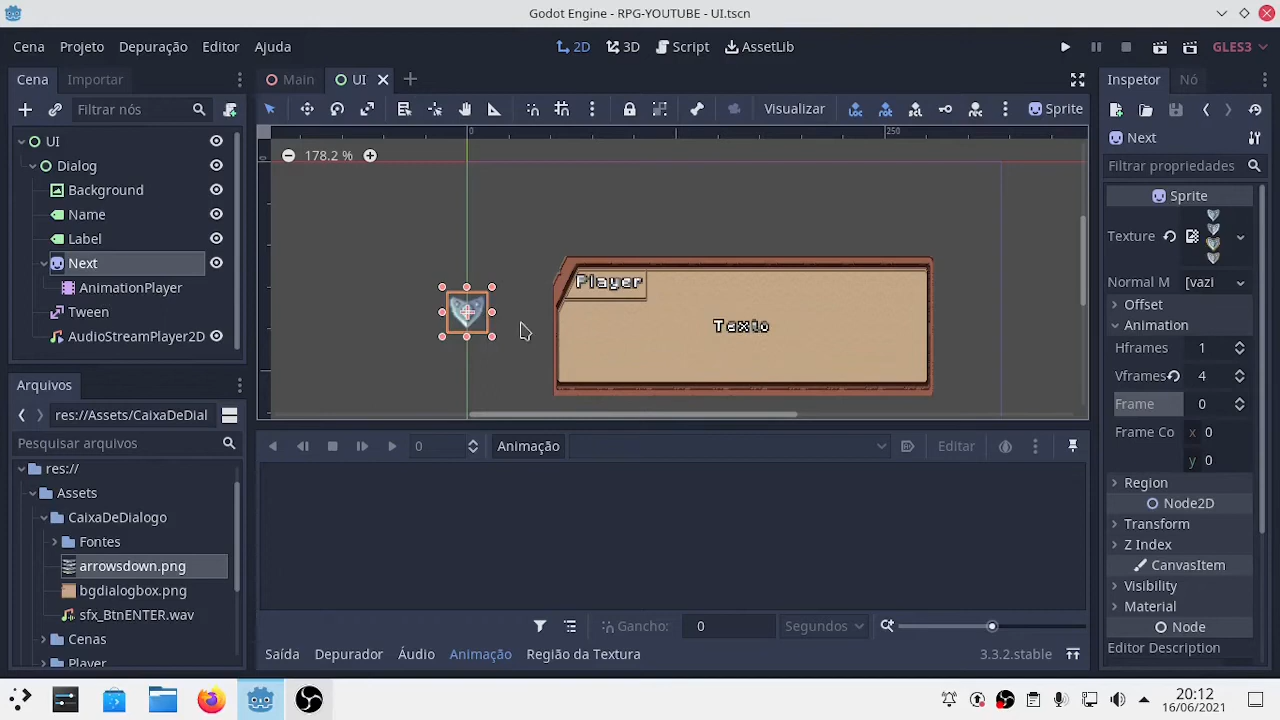 Godot Engine - RPG-YOUTUBE - UI.tscn
Cena Projeto Depuração Editor Ajuda
2D 3D Script AssetLib
GLES3
Cena Importar
Main UI
Inspetor Nó
Filtrar nós
Visualizar
Sprite
UI
Dialog
Background
Name
Label
Next
AnimationPlayer
Tween
AudioStreamPlayer2D
0
250
178.2 %
Player
Texto
Next
Filtrar propriedades
Sprite
Texture
Normal M [vazi
Offset
Animation
Hframes 1
Vframes 4
Frame 0
Frame Co x 0
y 0
Region
Node2D
Transform
Z Index
CanvasItem
Visibility
Material
Node
Editor Description
Arquivos
res://Assets/CaixaDeDial
Pesquisar arquivos
res://
Assets
CaixaDeDialogo
Fontes
arrowsdown.png
bgdialogbox.png
sfx_BtnENTER.wav
Cenas
Player
0
Animação
Editar
Gancho: 0 Segundos
Saída Depurador Áudio Animação Região da Textura
3.3.2.stable
20:12
16/06/2021